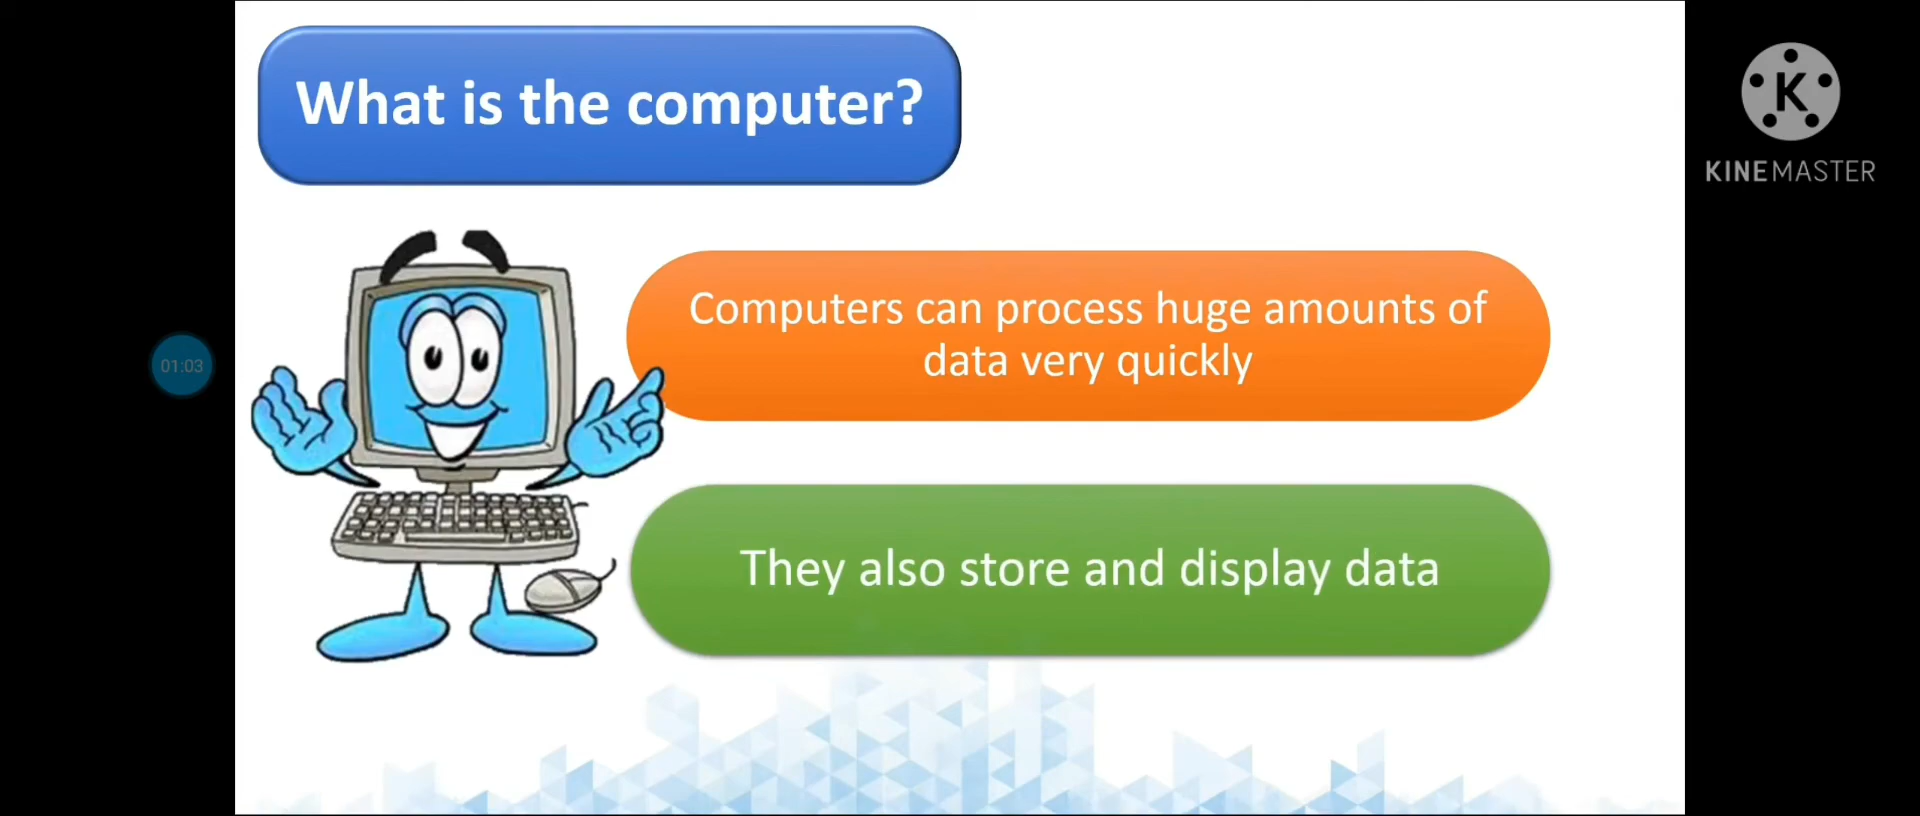 What is the computer?
K
KINEMASTER
Computers can process huge amounts of
data very quickly
01:03
They also store and display data